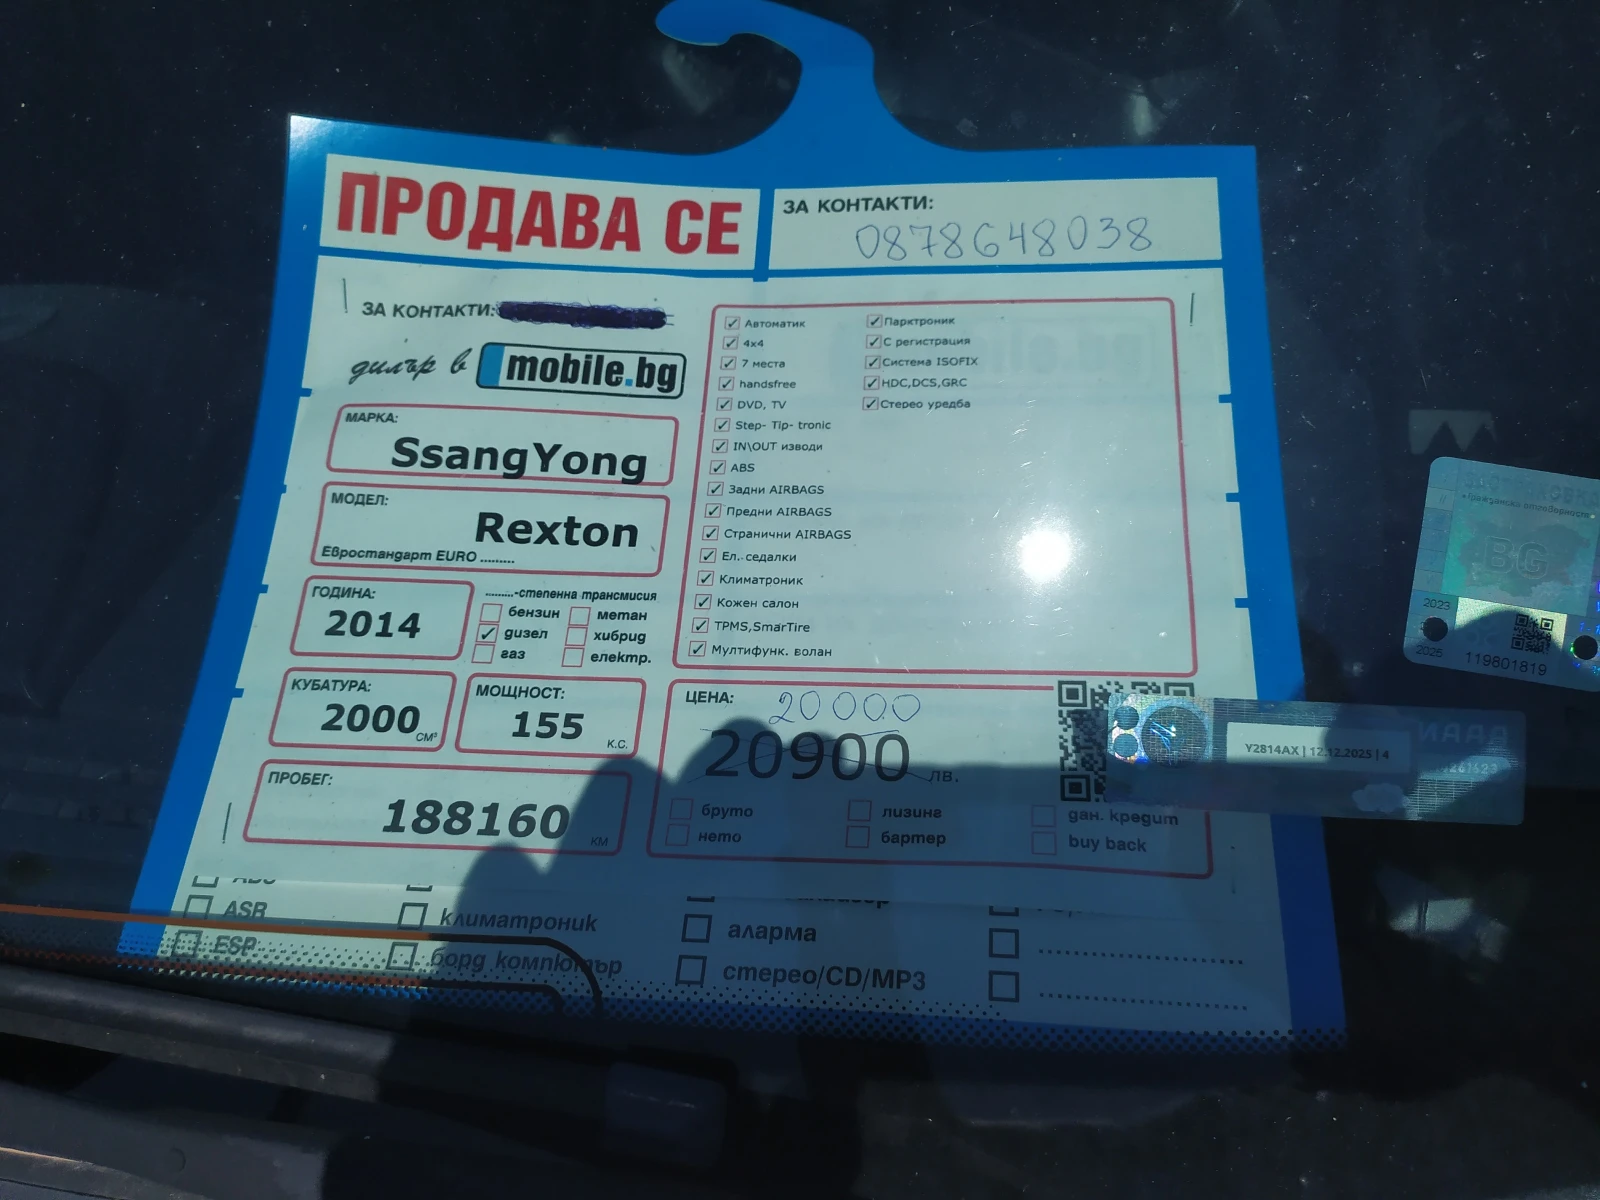 ПРОДАВА СЕ
ЗА КОНТАКТИ:
0878648038
ЗА КОНТАКТИ:
дилър в mobile.bg
МАРКА:
SsangYong
МОДЕЛ:
Rexton
Евростандарт EURO .........
ГОДИНА:
2014
.........-степенна трансмисия
бензин
метан
дизел
хибрид
газ
електр.
КУБАТУРА:
2000 СМ³
МОЩНОСТ:
155 К.С.
ПРОБЕГ:
188160 КМ
Автоматик
4x4
7 места
handsfree
DVD, TV
Step- Tip- tronic
IN\OUT изводи
ABS
Задни AIRBAGS
Предни AIRBAGS
Странични AIRBAGS
Ел. седалки
Климатроник
Кожен салон
TPMS,SmarTire
Мултифунк. волан
Парктроник
С регистрация
Система ISOFIX
HDC,DCS,GRC
Стерео уредба
ЦЕНА:
20000
20900 лв.
бруто
лизинг
дан. кредит
нето
бартер
buy back
ASR
климатроник
аларма
ESP
борд компютър
стерео/CD/MP3
"Гражданска отговорност"
BG
2023
2025
119801819
Y2814AX | 12.12.2025 | 4